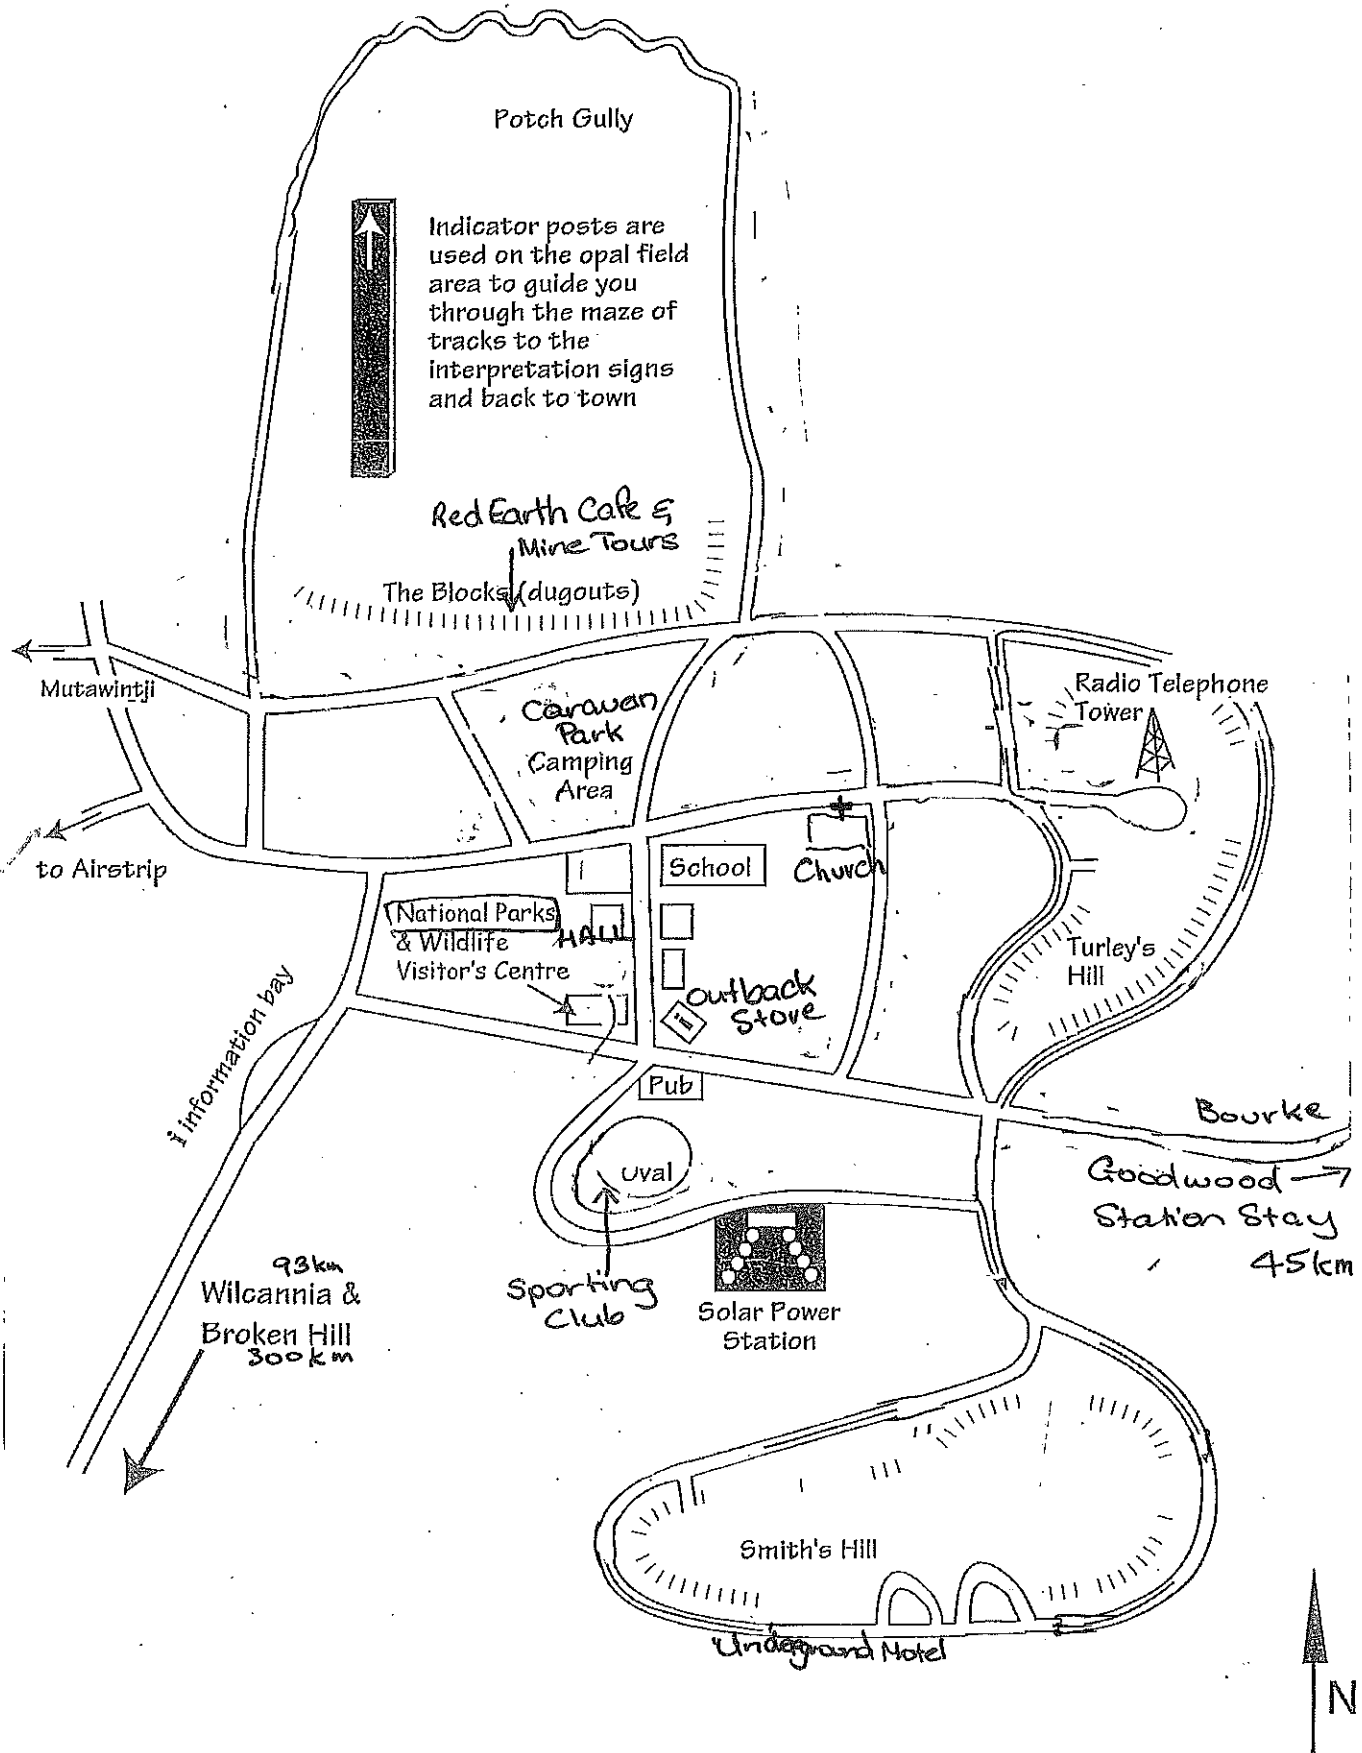 Potch Gully
Indicator posts are
used on the opal field
area to guide you
through the maze of
tracks to the
interpretation signs
and back to town
Red Earth Cafe &
Mine Tours
The Blocks (dugouts)
Mutawintji
Radio Telephone
Tower
Caravan
Park
Camping
Area
to Airstrip
School
Church
National Parks
& Wildlife
Visitor's Centre
HALL
Turley's
Hill
i information bay
outback
Store
i
Pub
Bourke
Oval
Goodwood
Station Stay
45km
93km
Wilcannia &
Broken Hill
300km
Sporting
Club
Solar Power
Station
Smith's Hill
Underground Motel
N